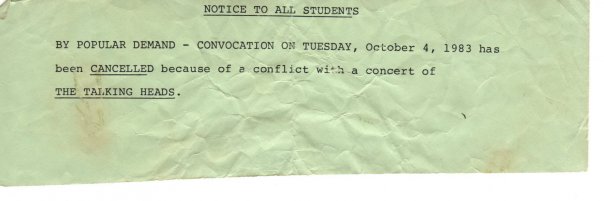 NOTICE TO ALL STUDENTS
BY POPULAR DEMAND - CONVOCATION ON TUESDAY, October 4, 1983 has
been CANCELLED because of a conflict with a concert of
THE TALKING HEADS.